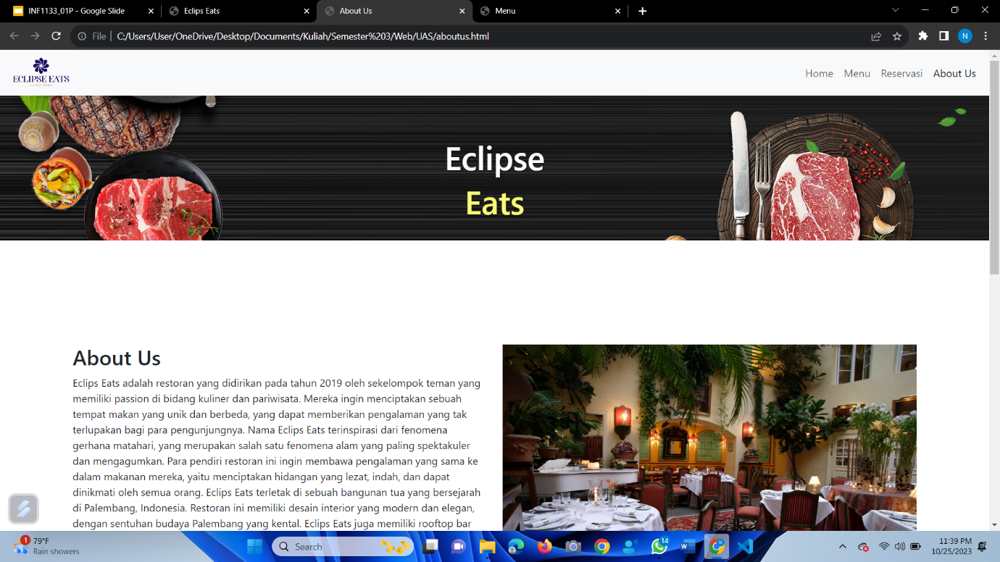 INF1133_01P - Google Slide
Eclips Eats
About Us
Menu
File
C:/Users/User/OneDrive/Desktop/Documents/Kuliah/Semester%203/Web/UAS/aboutus.html
N
ECLIPSE EATS
Home Menu Reservasi About Us
Eclipse
Eats
About Us
Eclips Eats adalah restoran yang didirikan pada tahun 2019 oleh sekelompok teman yang
memiliki passion di bidang kuliner dan pariwisata. Mereka ingin menciptakan sebuah
tempat makan yang unik dan berbeda, yang dapat memberikan pengalaman yang tak
terlupakan bagi para pengunjungnya. Nama Eclips Eats terinspirasi dari fenomena
gerhana matahari, yang merupakan salah satu fenomena alam yang paling spektakuler
dan mengagumkan. Para pendiri restoran ini ingin membawa pengalaman yang sama ke
dalam makanan mereka, yaitu menciptakan hidangan yang lezat, indah, dan dapat
dinikmati oleh semua orang. Eclips Eats terletak di sebuah bangunan tua yang bersejarah
di Palembang, Indonesia. Restoran ini memiliki desain interior yang modern dan elegan,
dengan sentuhan budaya Palembang yang kental. Eclips Eats juga memiliki rooftop bar
1
79°F
Rain showers
Search
14
11:39 PM
10/25/2023